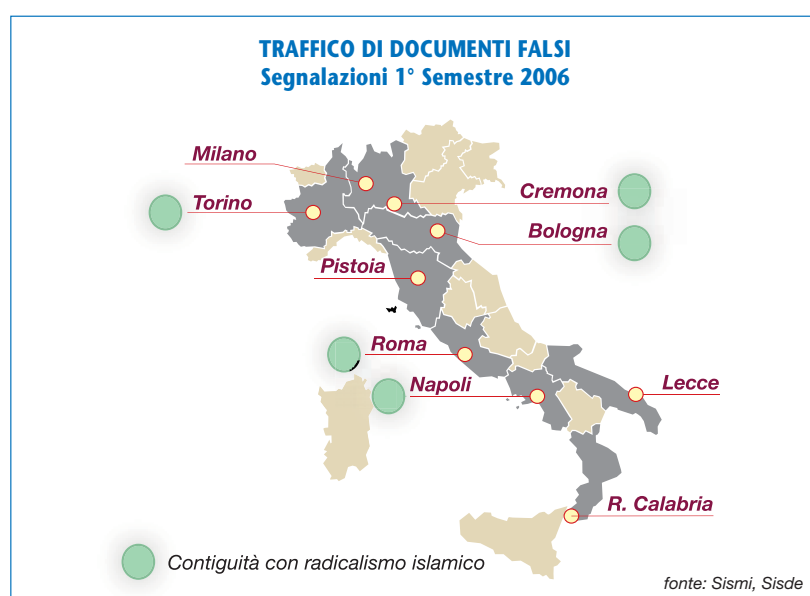 TRAFFICO DI DOCUMENTI FALSI
Segnalazioni 1° Semestre 2006
Milano
Torino
Cremona
Bologna
Pistoia
Roma
Napoli
Lecce
R. Calabria
Contiguità con radicalismo islamico
fonte: Sismi, Sisde